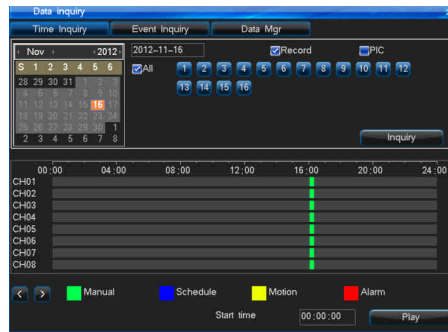 Data Inquiry
Time Inquiry Event Inquiry Data Mgr
Nov 2012 2012-11-16 Record PIC
S 1 2 3 4 5 6 All 1 2 3 4 5 6 7 8 9 10 11 12
28 29 30 31 1 2 3 13 14 15 16
4 5 6 7 8 9 10
11 12 13 14 15 16 17
18 19 20 21 22 23 24
25 26 27 28 29 30 1
2 3 4 5 6 7 8 Inquiry
00:00 04:00 08:00 12:00 16:00 20:00 24:00
CH01
CH02
CH03
CH04
CH05
CH06
CH07
CH08
< > Manual Schedule Motion Alarm
Start time 00:00:00 Play